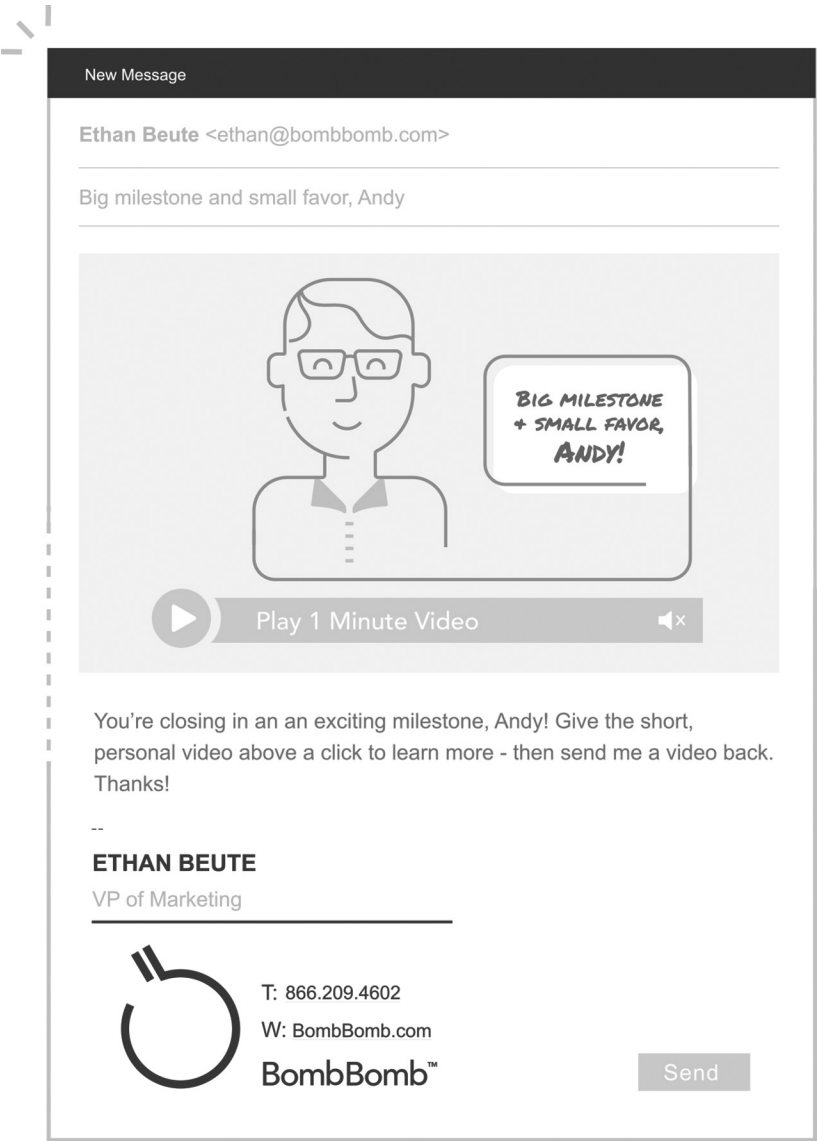 New Message
Ethan Beute <ethan@bombbomb.com>
Big milestone and small favor, Andy
BIG MILESTONE
+ SMALL FAVOR,
ANDY!
Play 1 Minute Video
You're closing in an an exciting milestone, Andy! Give the short,
personal video above a click to learn more - then send me a video back.
Thanks!
--
ETHAN BEUTE
VP of Marketing
T: 866.209.4602
W: BombBomb.com
BombBomb™
Send